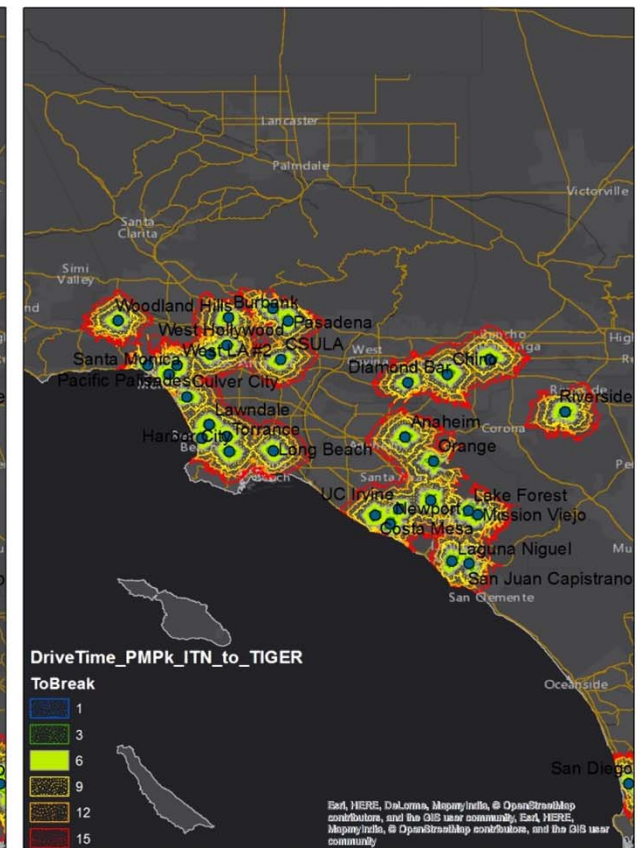 Lancaster
Palmdale
Victorville
Santa
Clarita
Simi
Valley
Woodland Hills
Burbank
Pasadena
West Hollywood
CSULA
West LA #2
Santa Monica
West
Diamond Bar
Chino
Pacific Palisades
Culver City
Riverside
Lawndale
Anaheim
Corona
Torrance
Harbor City
Orange
Long Beach
Santa
UC Irvine
Lake Forest
Newport
Mission Viejo
Costa Mesa
Laguna Niguel
San Juan Capistrano
San Clemente
DriveTime_PMPk_ITN_to_TIGER
ToBreak
1
3
6
9
12
15
Oceanside
San Diego
Esri, HERE, DeLorme, MapmyIndia, © OpenStreetMap
contributors, and the GIS user community, Esri, HERE,
MapmyIndia, © OpenStreetMap contributors, and the GIS user
community